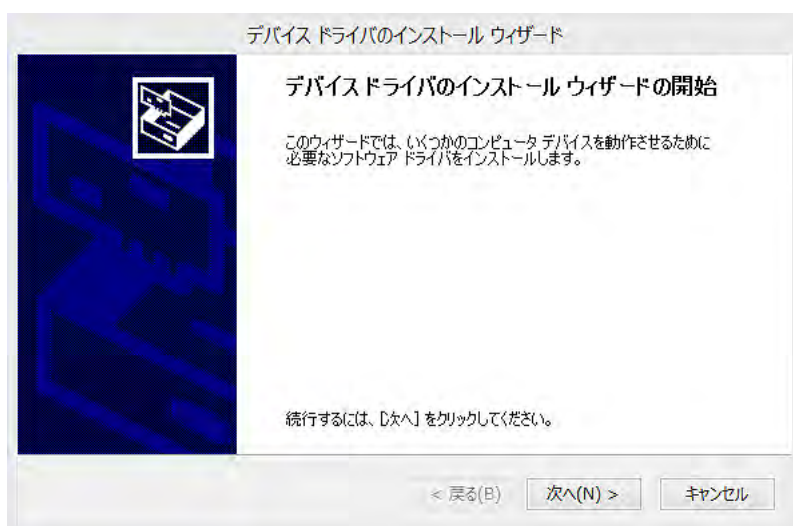 デバイス ドライバのインストール ウィザード
デバイス ドライバのインストール ウィザードの開始
このウィザードでは、いくつかのコンピュータ デバイスを動作させるために
必要なソフトウェア ドライバをインストールします。
続行するには、[次へ] をクリックしてください。
< 戻る(B)
次へ(N) >
キャンセル